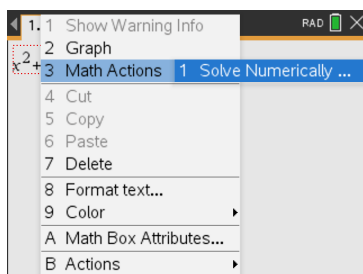 1. RAD
1 Show Warning Info
2 Graph
x²+
3 Math Actions 1 Solve Numerically ...
4 Cut
5 Copy
6 Paste
7 Delete
8 Format text...
9 Color
A Math Box Attributes...
B Actions